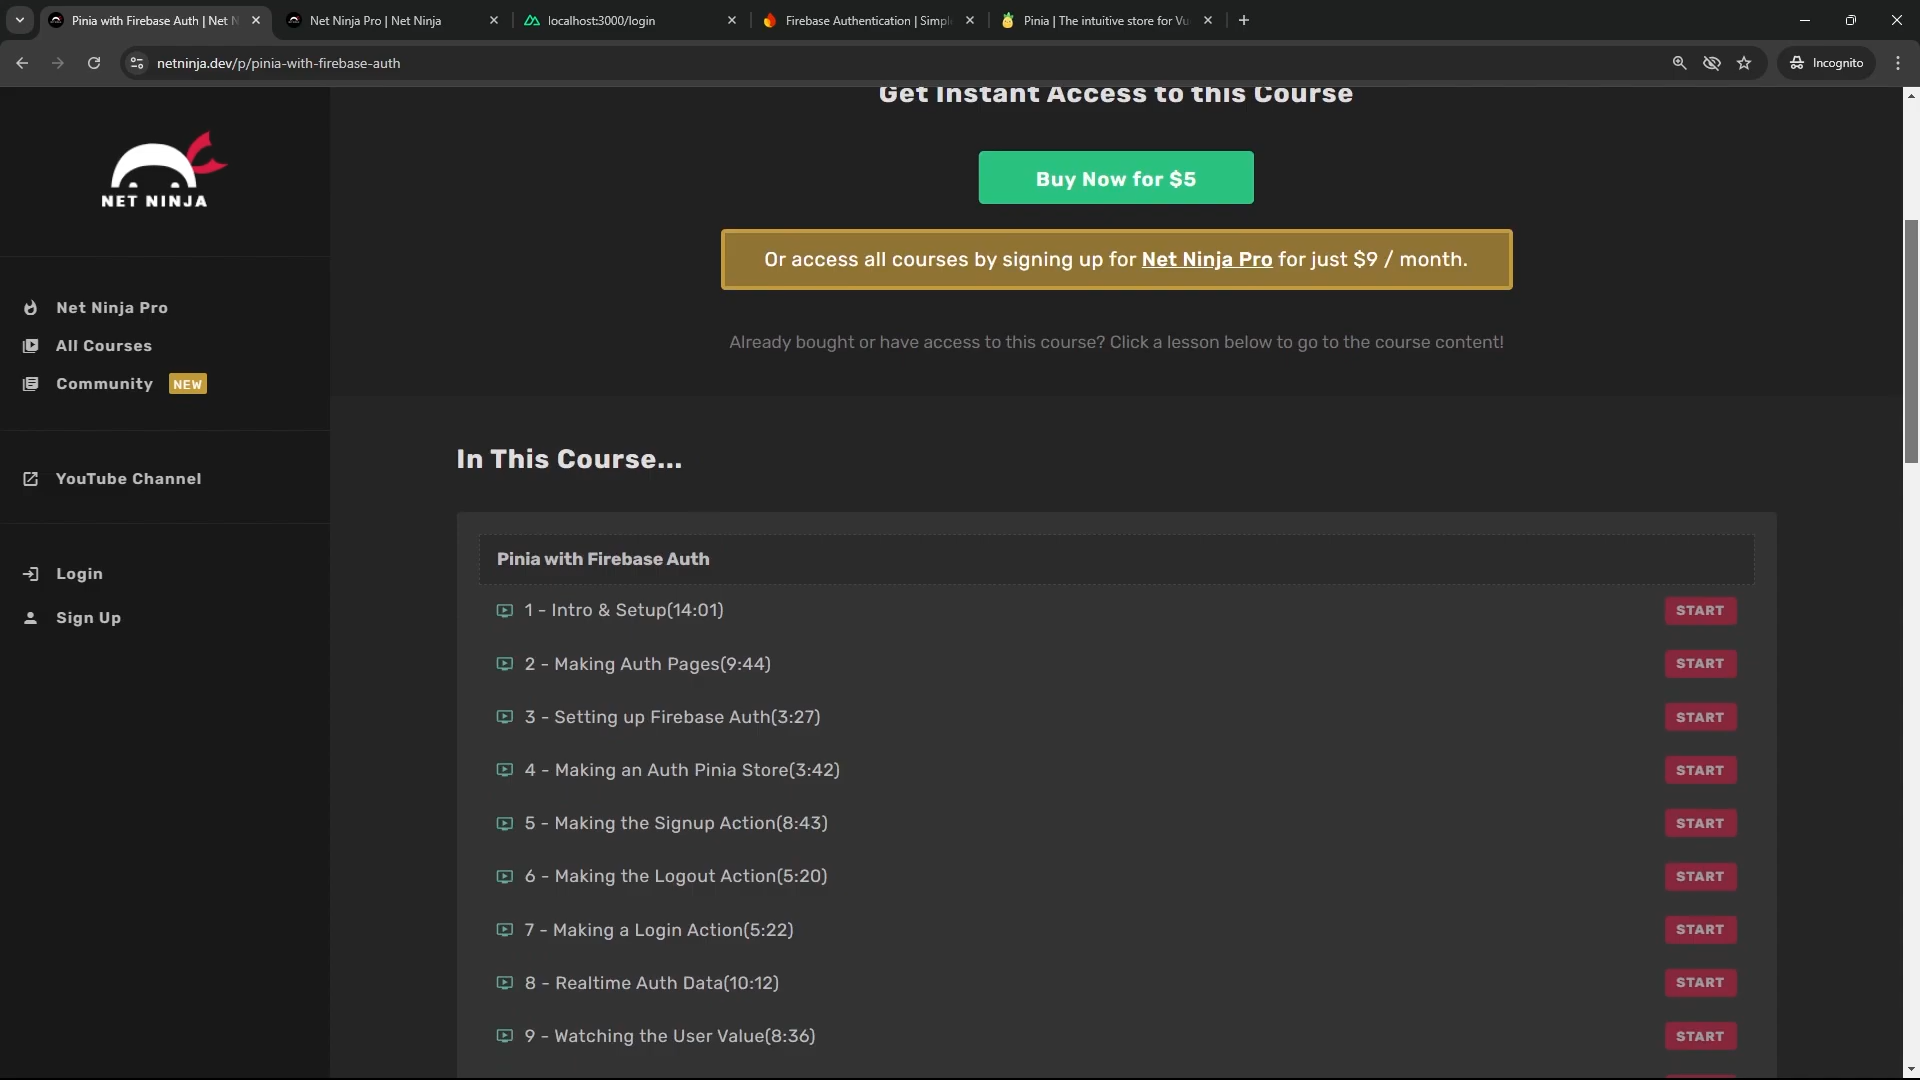 Pinia with Firebase Auth | Net N
Net Ninja Pro | Net Ninja
localhost:3000/login
Firebase Authentication | Simpl
Pinia | The intuitive store for Vu
netninja.dev/p/pinia-with-firebase-auth
Incognito
NET NINJA
Net Ninja Pro
All Courses
Community NEW
YouTube Channel
Login
Sign Up
Get Instant Access to this Course
Buy Now for $5
Or access all courses by signing up for Net Ninja Pro for just $9 / month.
Already bought or have access to this course? Click a lesson below to go to the course content!
In This Course...
Pinia with Firebase Auth
1 - Intro & Setup(14:01) START
2 - Making Auth Pages(9:44) START
3 - Setting up Firebase Auth(3:27) START
4 - Making an Auth Pinia Store(3:42) START
5 - Making the Signup Action(8:43) START
6 - Making the Logout Action(5:20) START
7 - Making a Login Action(5:22) START
8 - Realtime Auth Data(10:12) START
9 - Watching the User Value(8:36) START